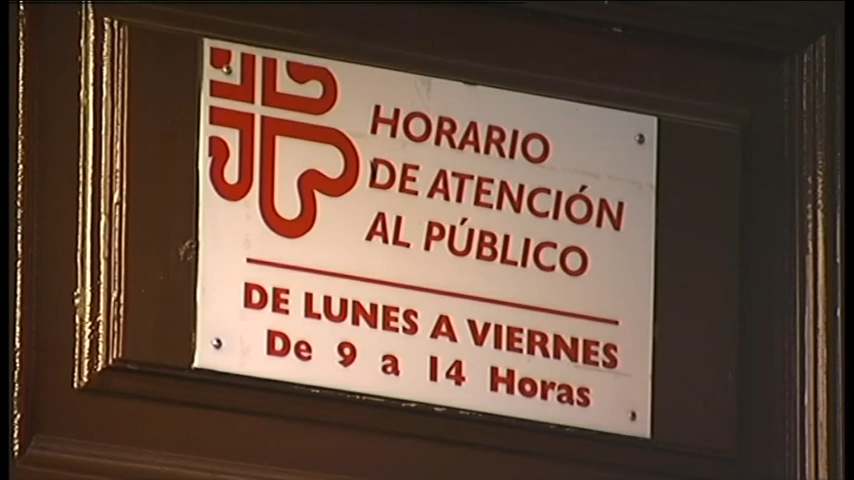 HORARIO
DE ATENCIÓN
AL PÚBLICO
DE LUNES A VIERNES
De 9 a 14 Horas